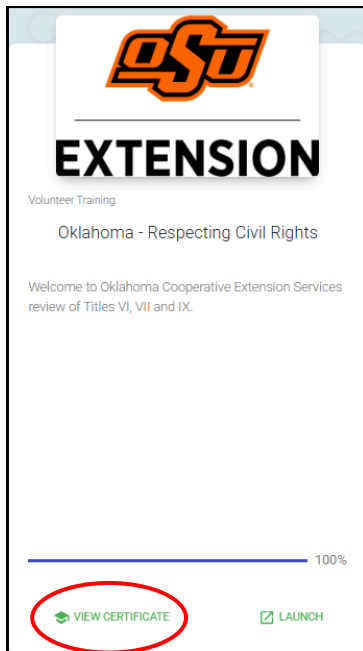 OSU
EXTENSION
Volunteer Training
Oklahoma - Respecting Civil Rights
Welcome to Oklahoma Cooperative Extension Services
review of Titles VI, VII and IX.
100%
VIEW CERTIFICATE
LAUNCH